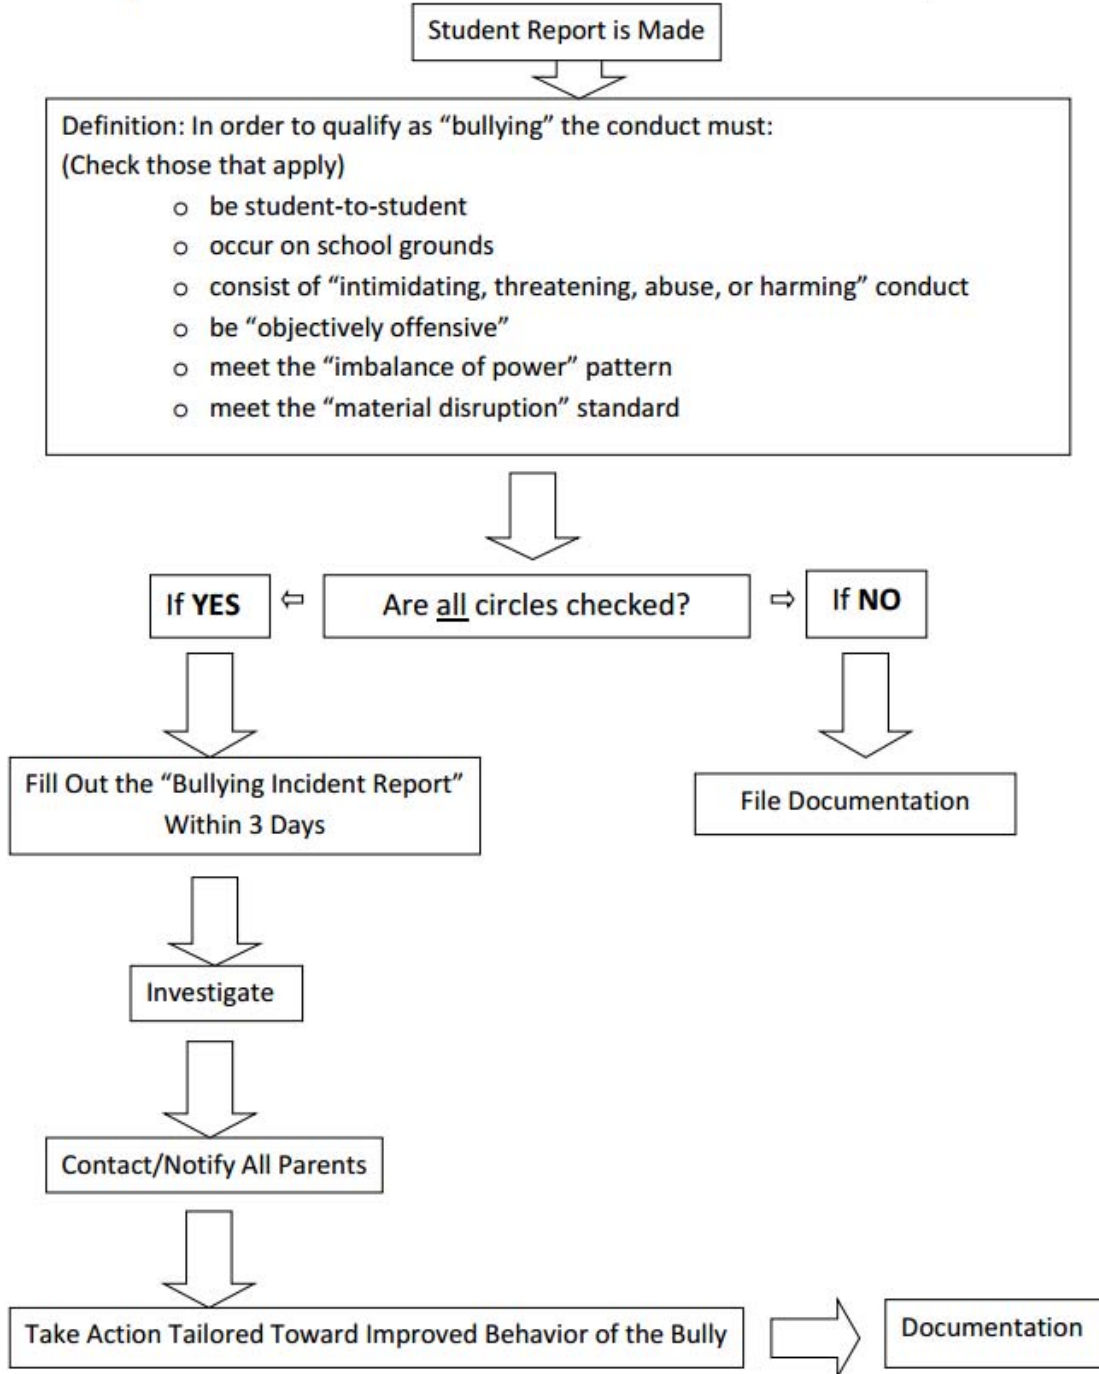 Student Report is Made
Definition: In order to qualify as “bullying” the conduct must:
(Check those that apply)
o be student-to-student
o occur on school grounds
o consist of “intimidating, threatening, abuse, or harming” conduct
o be “objectively offensive”
o meet the “imbalance of power” pattern
o meet the “material disruption” standard
If YES
Are all circles checked?
If NO
Fill Out the “Bullying Incident Report”
Within 3 Days
File Documentation
Investigate
Contact/Notify All Parents
Take Action Tailored Toward Improved Behavior of the Bully
Documentation